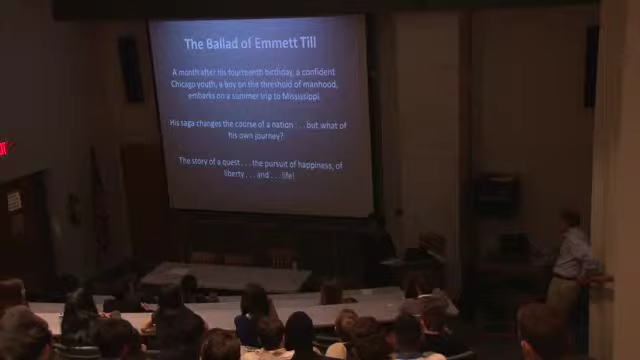 The Ballad of Emmett Till
A month after his fourteenth birthday, a confident
Chicago youth, a boy on the threshold of manhood,
embarks on a summer trip to Mississippi.
His saga changes the course of a nation . . . but what of
his own journey?
The story of a quest . . . the pursuit of happiness, of
liberty . . . and . . . life!